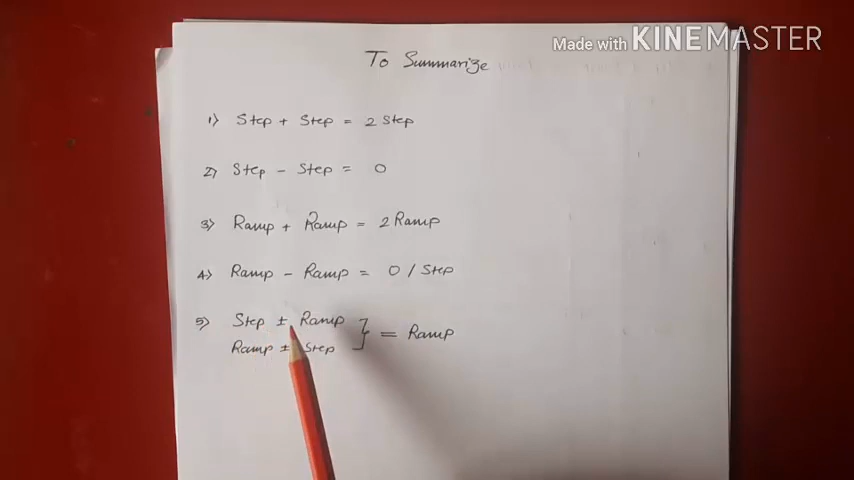 Made with KINEMASTER
To Summarize
1) Step + Step = 2 Step
2) Step - Step = 0
3) Ramp + Ramp = 2 Ramp
4) Ramp - Ramp = 0 / Step
5) Step ± Ramp
Ramp ± Step } = Ramp